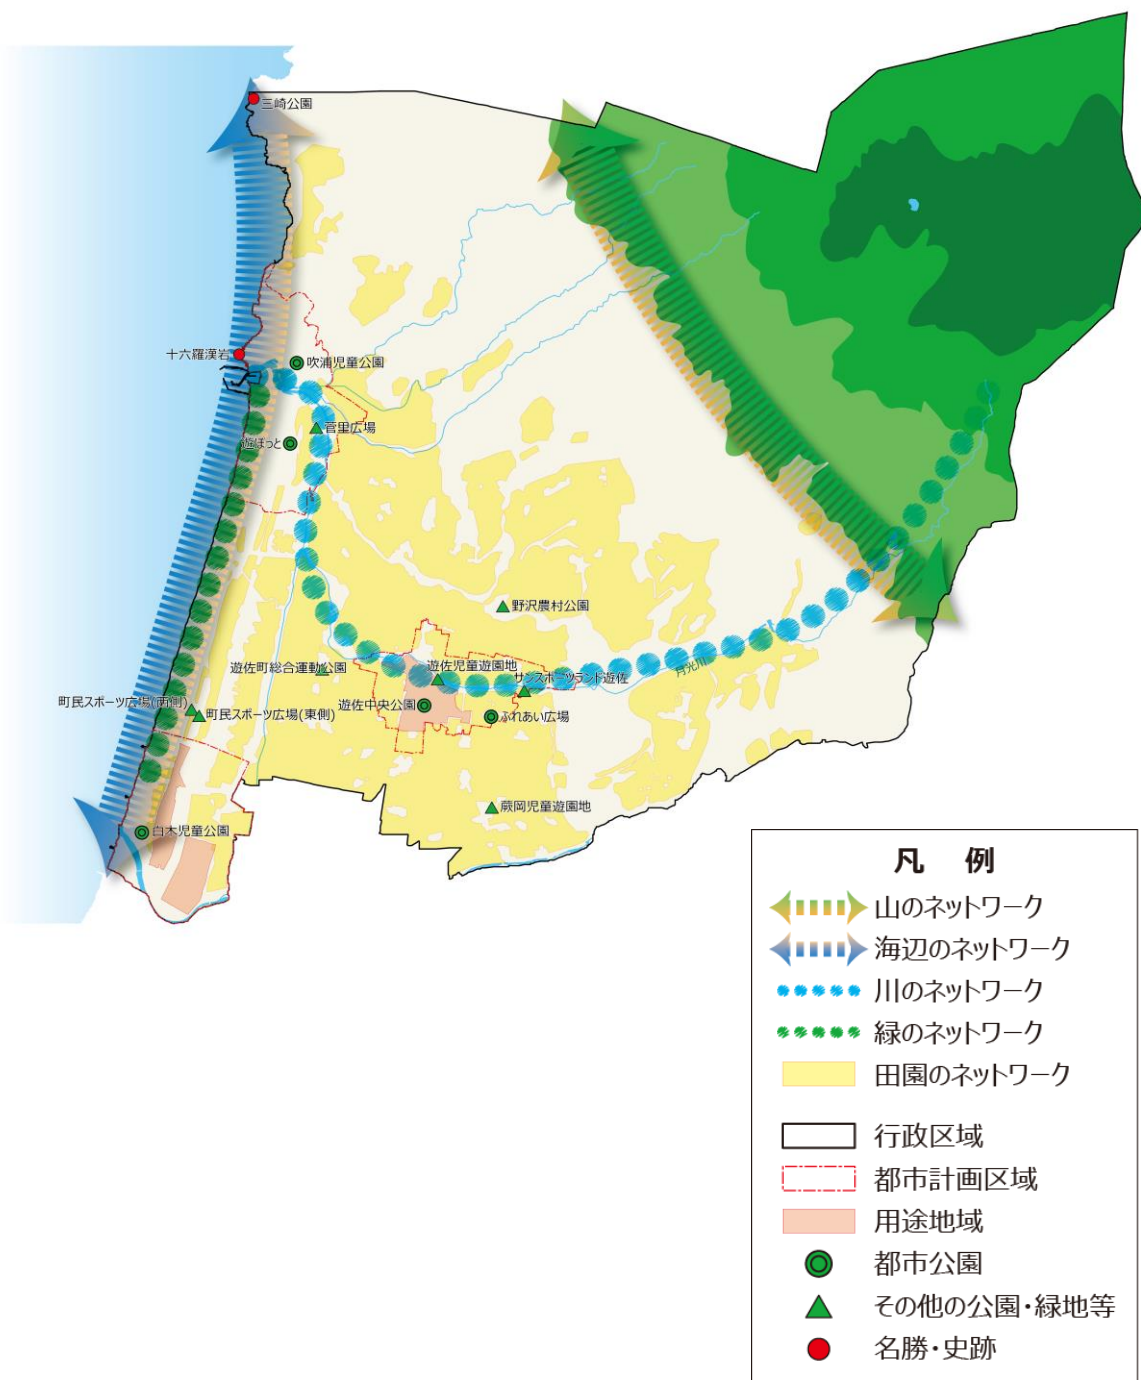 三崎公園
十六羅漢岩
吹浦児童公園
菅里広場
遊ぽっと
野沢農村公園
遊佐町総合運動公園
遊佐児童遊園地
サンスポーツランド遊佐
月光川
町民スポーツ広場(西側)
町民スポーツ広場(東側)
遊佐中央公園
ふれあい広場
蕨岡児童遊園地
白木児童公園
凡 例
山のネットワーク
海辺のネットワーク
川のネットワーク
緑のネットワーク
田園のネットワーク
行政区域
都市計画区域
用途地域
都市公園
その他の公園・緑地等
名勝・史跡